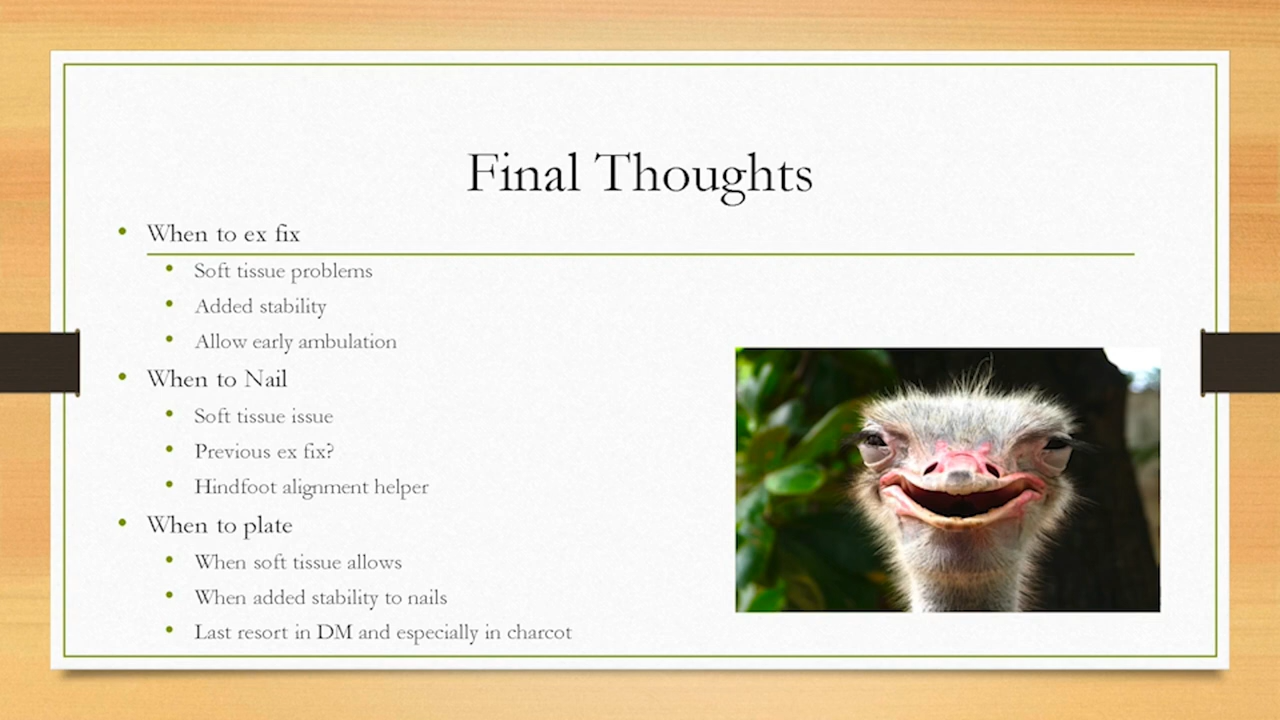 Final Thoughts
• When to ex fix
• Soft tissue problems
• Added stability
• Allow early ambulation
• When to Nail
• Soft tissue issue
• Previous ex fix?
• Hindfoot alignment helper
• When to plate
• When soft tissue allows
• When added stability to nails
• Last resort in DM and especially in charcot